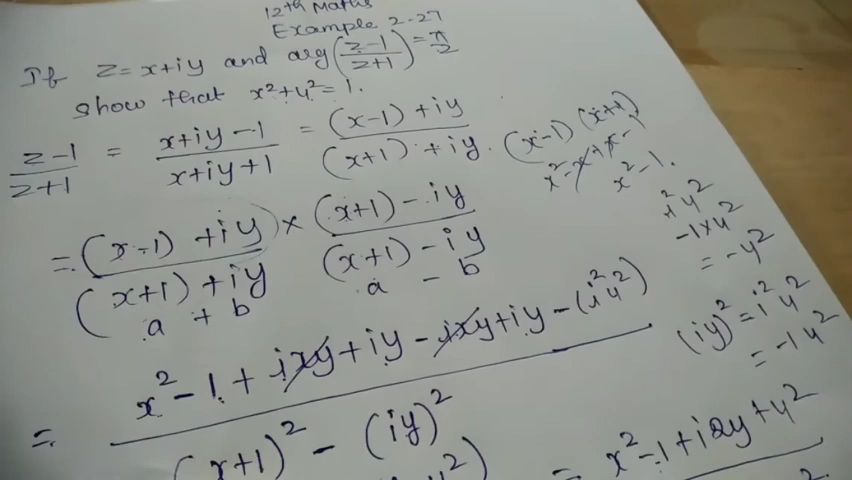 12th Maths
Example 2.27
If z = x+iy and arg((z-1)/(z+1)) = π/2
show that x²+y² = 1.
(z-1)/(z+1) = (x+iy-1)/(x+iy+1) = ((x-1)+iy)/((x+1)+iy).
(x-1)(x+1)
x²-x+x-1
x²-1.
= ((x-1)+iy)/((x+1)+iy) × ((x+1)-iy)/((x+1)-iy)
a + b a - b
i²y²
-1×y²
= -y²
(iy)² = i²y²
= -1y²
= (x²-1+ixy+iy-ixy+iy-(i²y²))/((x+1)²-(iy)²)
y²)
= x²-1+i2y+y²